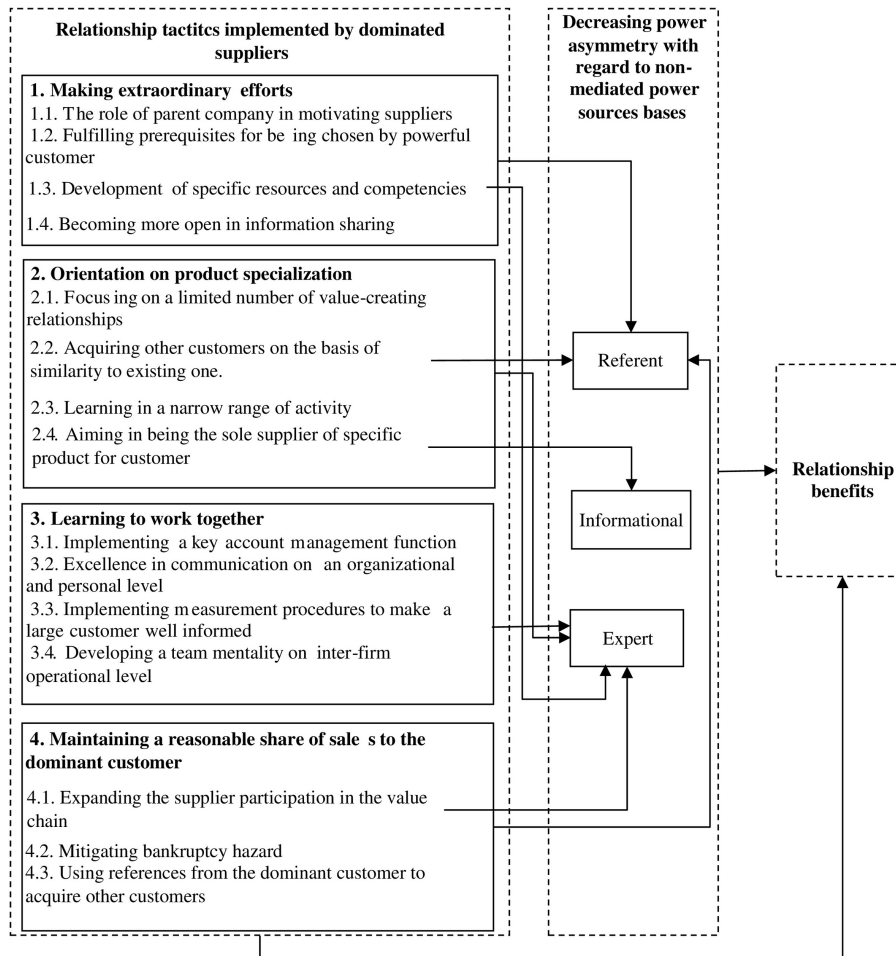 Relationship tactitcs implemented by dominated
suppliers
1. Making extraordinary efforts
1.1. The role of parent company in motivating suppliers
1.2. Fulfilling prerequisites for be ing chosen by powerful
customer
1.3. Development of specific resources and competencies
1.4. Becoming more open in information sharing
2. Orientation on product specialization
2.1. Focus ing on a limited number of value-creating
relationships
2.2. Acquiring other customers on the basis of
similarity to existing one.
2.3. Learning in a narrow range of activity
2.4. Aiming in being the sole supplier of specific
product for customer
3. Learning to work together
3.1. Implementing a key account management function
3.2. Excellence in communication on an organizational
and personal level
3.3. Implementing measurement procedures to make a
large customer well informed
3.4. Developing a team mentality on inter-firm
operational level
4. Maintaining a reasonable share of sale s to the
dominant customer
4.1. Expanding the supplier participation in the value
chain
4.2. Mitigating bankruptcy hazard
4.3. Using references from the dominant customer to
acquire other customers
Decreasing power
asymmetry with
regard to non-
mediated power
sources bases
Referent
Informational
Expert
Relationship
benefits